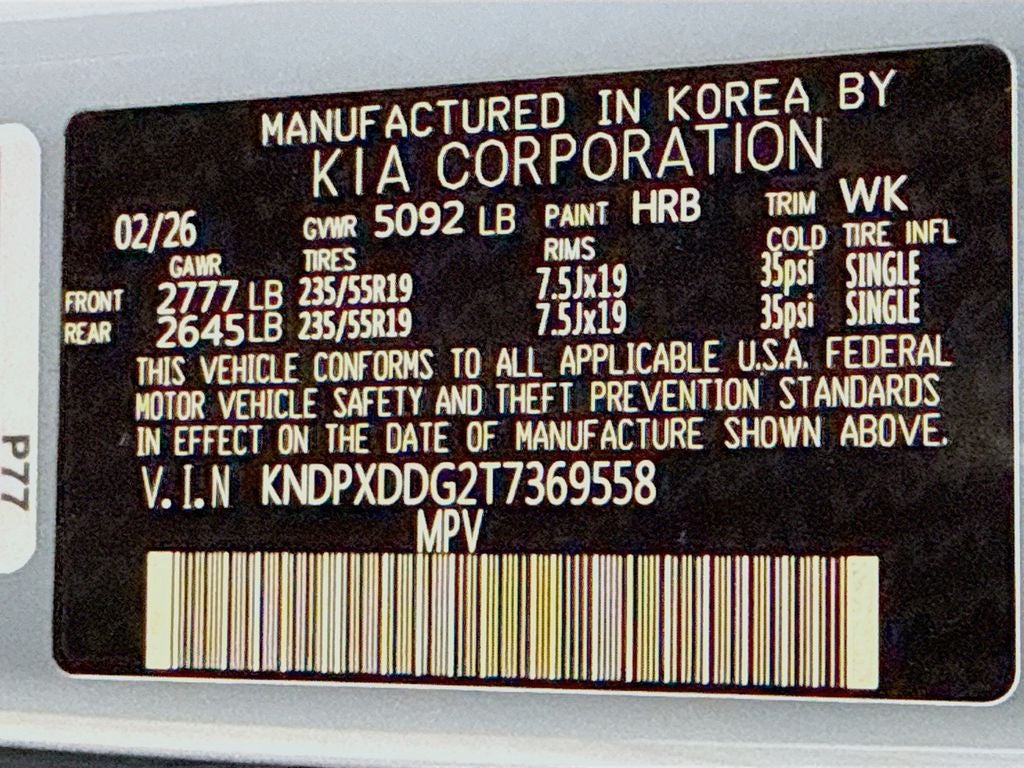 MANUFACTURED IN KOREA BY
KIA CORPORATION
02/26 GVWR 5092 LB PAINT HRB TRIM WK
GAWR TIRES RIMS COLD TIRE INFL
FRONT 2777 LB 235/55R19 7.5Jx19 35psi SINGLE
REAR 2645 LB 235/55R19 7.5Jx19 35psi SINGLE
THIS VEHICLE CONFORMS TO ALL APPLICABLE U.S.A. FEDERAL
MOTOR VEHICLE SAFETY AND THEFT PREVENTION STANDARDS
IN EFFECT ON THE DATE OF MANUFACTURE SHOWN ABOVE.
V.I.N KNDPXDDG2T7369558
MPV
P77